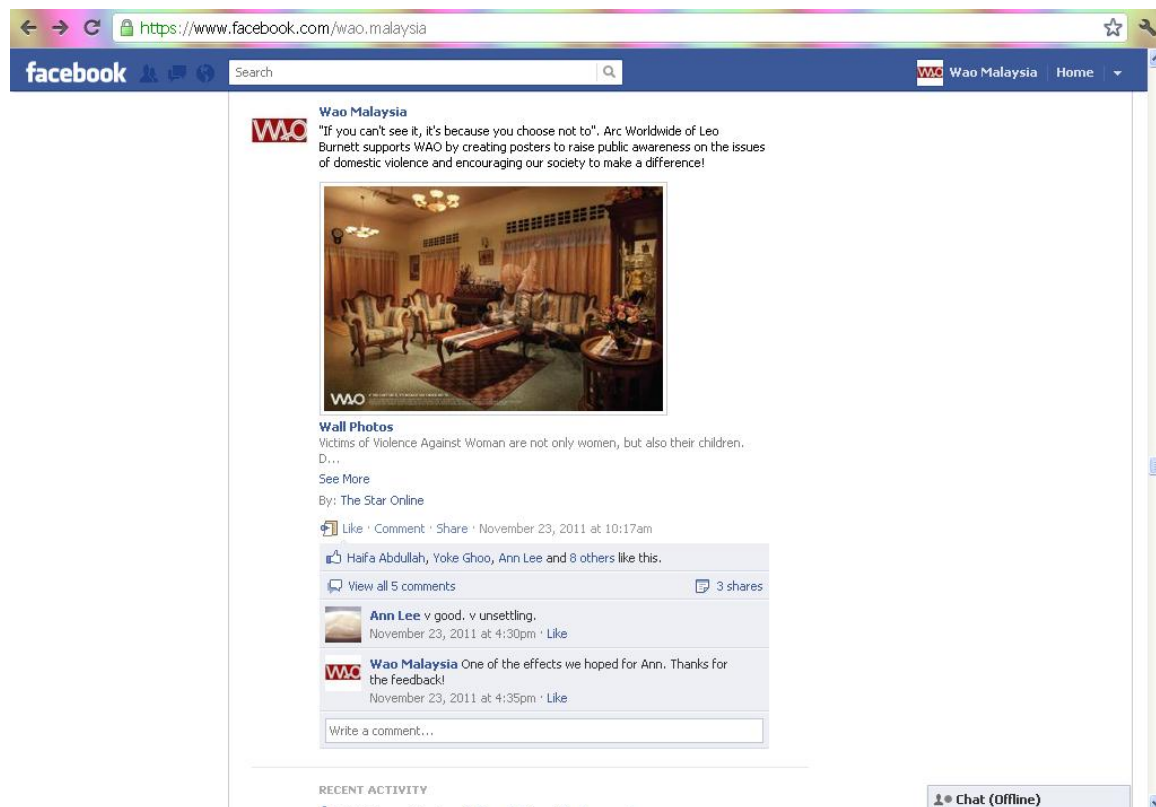 https://www.facebook.com/wao.malaysia
facebook Search Wao Malaysia Home
Wao Malaysia
WAO "If you can't see it, it's because you choose not to". Arc Worldwide of Leo
Burnett supports WAO by creating posters to raise public awareness on the issues
of domestic violence and encouraging our society to make a difference!
WAO
Wall Photos
Victims of Violence Against Woman are not only women, but also their children.
D...
See More
By: The Star Online
Like · Comment · Share · November 23, 2011 at 10:17am
Haifa Abdullah, Yoke Ghoo, Ann Lee and 8 others like this.
View all 5 comments 3 shares
Ann Lee v good. v unsettling.
November 23, 2011 at 4:30pm · Like
WAO Wao Malaysia One of the effects we hoped for Ann. Thanks for
the feedback!
November 23, 2011 at 4:35pm · Like
Write a comment...
RECENT ACTIVITY
Chat (Offline)